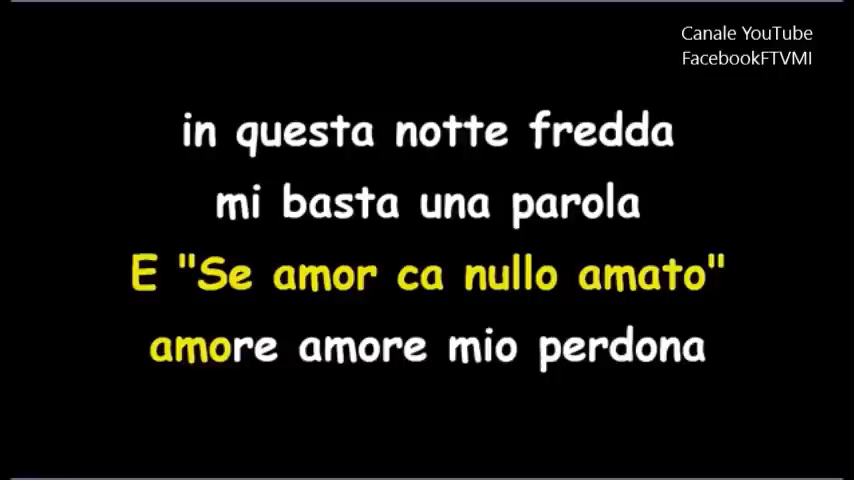 Canale YouTube
FacebookFTVMI
in questa notte fredda
mi basta una parola
E "Se amor ca nullo amato"
amore amore mio perdona